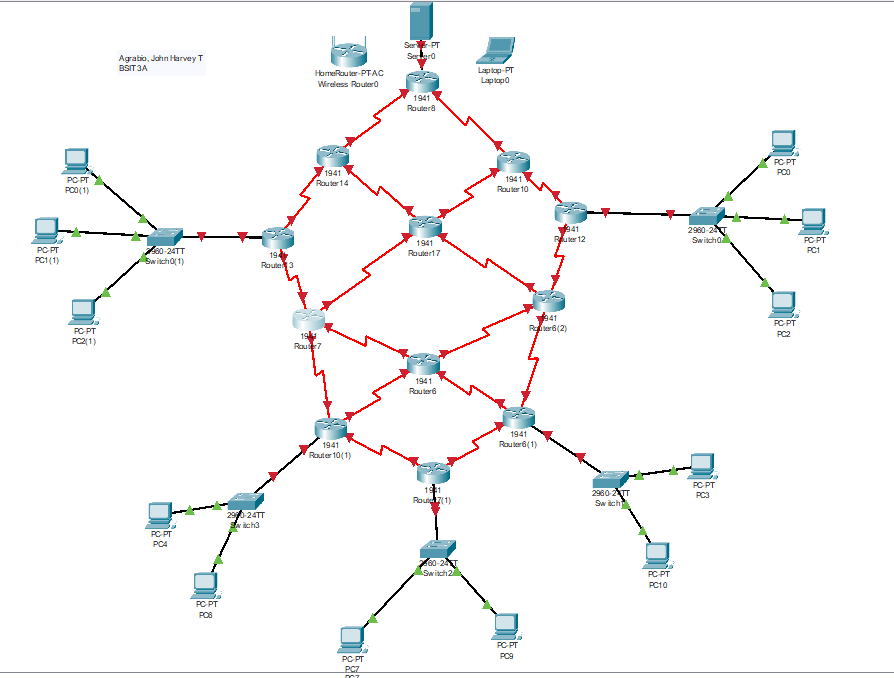 Server-PT
Server0
Agrabio, John Harvey T
BSIT 3A
HomeRouter-PT-AC
Wireless Router0
Laptop-PT
Laptop0
1941
Router8
PC-PT
PC0
PC-PT
PC0(1)
1941
Router14
1941
Router10
PC-PT
PC1(1)
2960-24TT
Switch0(1)
1941
Router13
1941
Router17
1941
Router12
2960-24TT
Switch0
PC-PT
PC1
PC-PT
PC2(1)
1941
Router7
1941
Router6(2)
PC-PT
PC2
1941
Router6
1941
Router10(1)
1941
Router6(1)
1941
Router7(1)
2960-24TT
Switch3
2960-24TT
Switch1
PC-PT
PC3
PC-PT
PC4
2960-24TT
Switch2
PC-PT
PC10
PC-PT
PC6
PC-PT
PC7
PC7
PC-PT
PC9